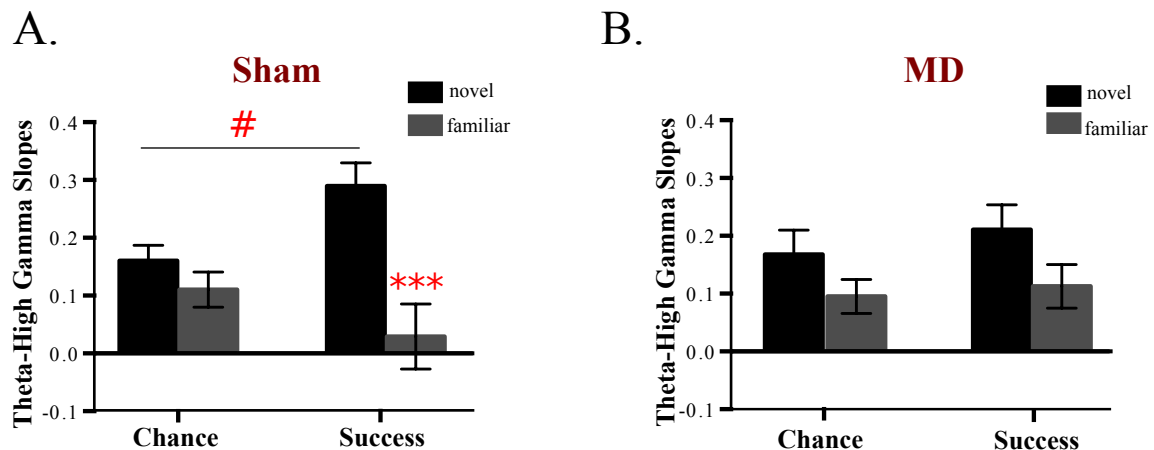 A.
Sham
novel
familiar
#
***
Theta-High Gamma Slopes
0.4
0.3
0.2
0.1
0.0
-0.1
Chance
Success
B.
MD
novel
familiar
Theta-High Gamma Slopes
0.4
0.3
0.2
0.1
0.0
-0.1
Chance
Success